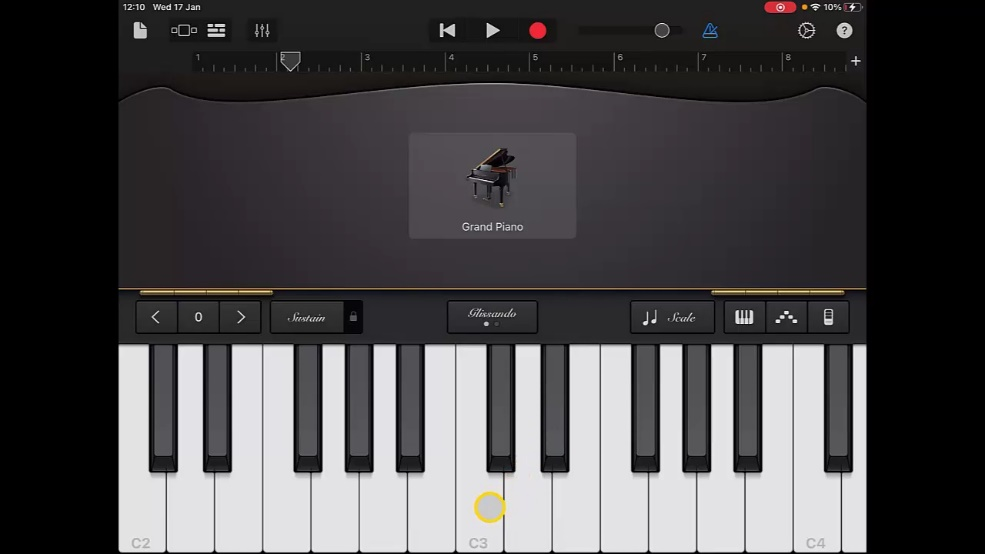 12:10 Wed 17 Jan 10%
?
1 2 3 4 5 6 7 8 +
Grand Piano
0 Sustain Glissando Scale
C2 C3 C4